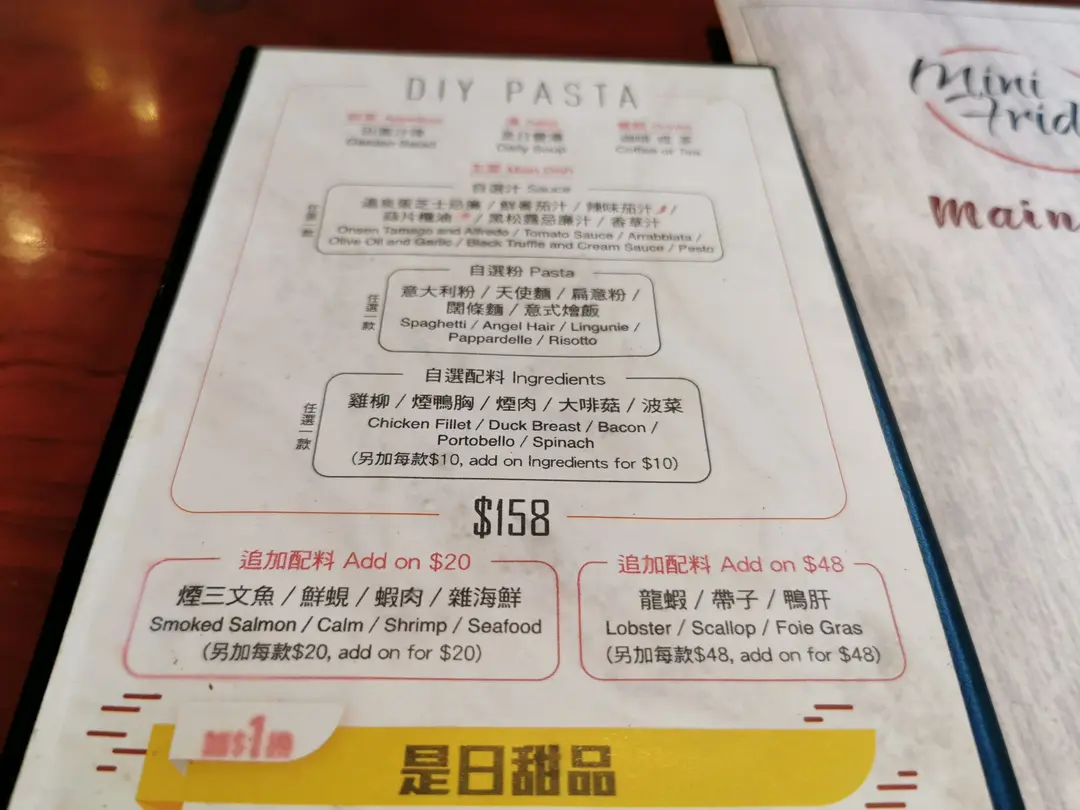 DIY PASTA
田園沙律
是日餐湯
咖啡 或 茶
Garden Salad
Daily Soup
Coffee or Tea
主菜 Main Dish
自選汁 Sauce
任選一款
溫泉蛋芝士忌廉 / 鮮番茄汁 / 辣味茄汁 /
蒜片欖油 / 黑松露忌廉汁 / 香草汁
Onsen Tamago and Alfredo / Tomato Sauce / Arrabbiata /
Olive Oil and Garlic / Black Truffle and Cream Sauce / Pesto
自選粉 Pasta
任選一款
意大利粉 / 天使麵 / 扁意粉 /
闊條麵 / 意式燴飯
Spaghetti / Angel Hair / Lingunie /
Pappardelle / Risotto
自選配料 Ingredients
任選一款
雞柳 / 煙鴨胸 / 煙肉 / 大啡菇 / 波菜
Chicken Fillet / Duck Breast / Bacon /
Portobello / Spinach
(另加每款$10, add on Ingredients for $10)
$158
追加配料 Add on $20
煙三文魚 / 鮮蜆 / 蝦肉 / 雜海鮮
Smoked Salmon / Calm / Shrimp / Seafood
(另加每款$20, add on for $20)
追加配料 Add on $48
龍蝦 / 帶子 / 鴨肝
Lobster / Scallop / Foie Gras
(另加每款$48, add on for $48)
是日甜品
Mini
Main